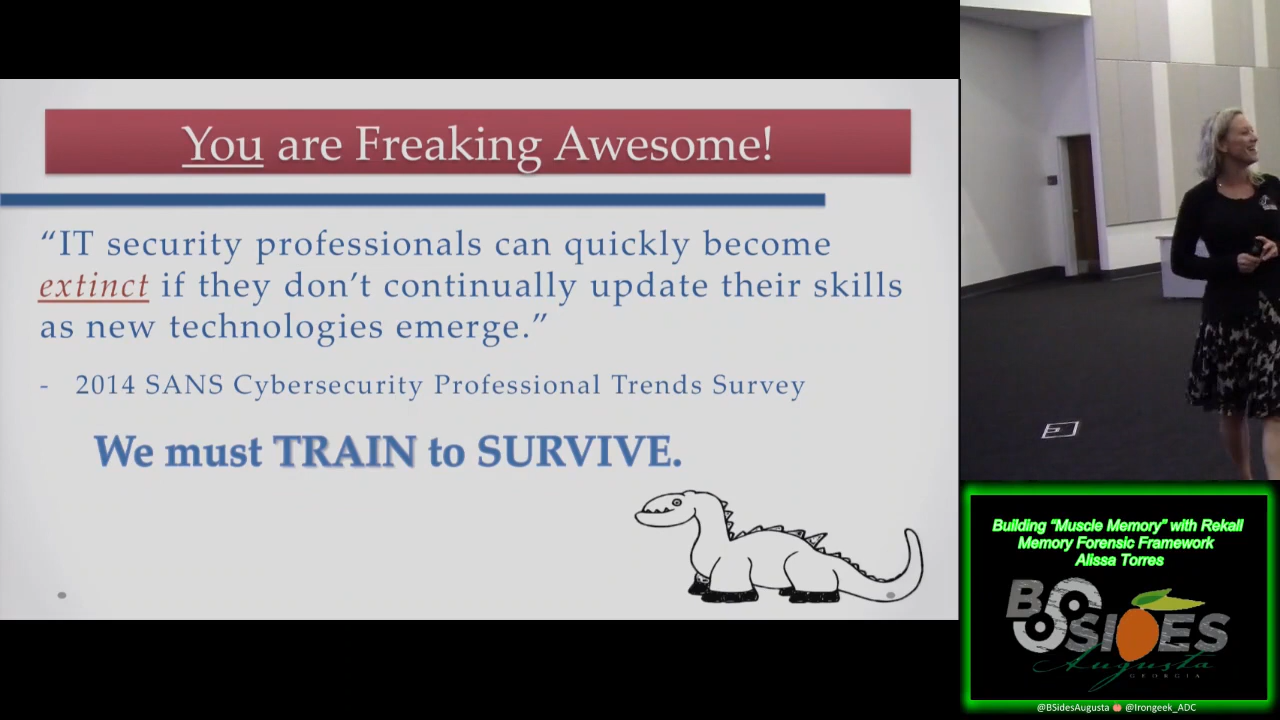 You are Freaking Awesome!
“IT security professionals can quickly become
extinct if they don’t continually update their skills
as new technologies emerge.”
- 2014 SANS Cybersecurity Professional Trends Survey
We must TRAIN to SURVIVE.
Building “Muscle Memory” with Rekall
Memory Forensic Framework
Alissa Torres
BSIDES
Augusta
GEORGIA
@BSidesAugusta @Irongeek_ADC